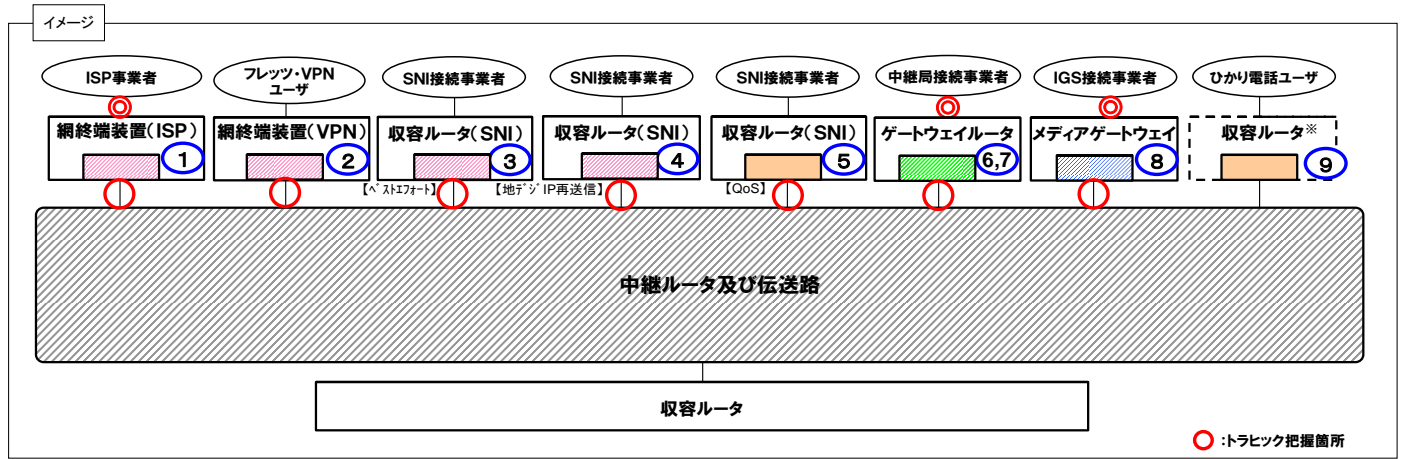 イメージ
ISP事業者
フレッツ・VPN
ユーザ
SNI接続事業者
SNI接続事業者
SNI接続事業者
中継局接続事業者
IGS接続事業者
ひかり電話ユーザ
網終端装置(ISP)
網終端装置(VPN)
収容ルータ(SNI)
収容ルータ(SNI)
収容ルータ(SNI)
ゲートウェイルータ
メディアゲートウェイ
収容ルータ※
1
2
3
4
5
6,7
8
9
【ベストエフォート】
【地デジIP再送信】
【QoS】
中継ルータ及び伝送路
収容ルータ
:トラヒック把握箇所